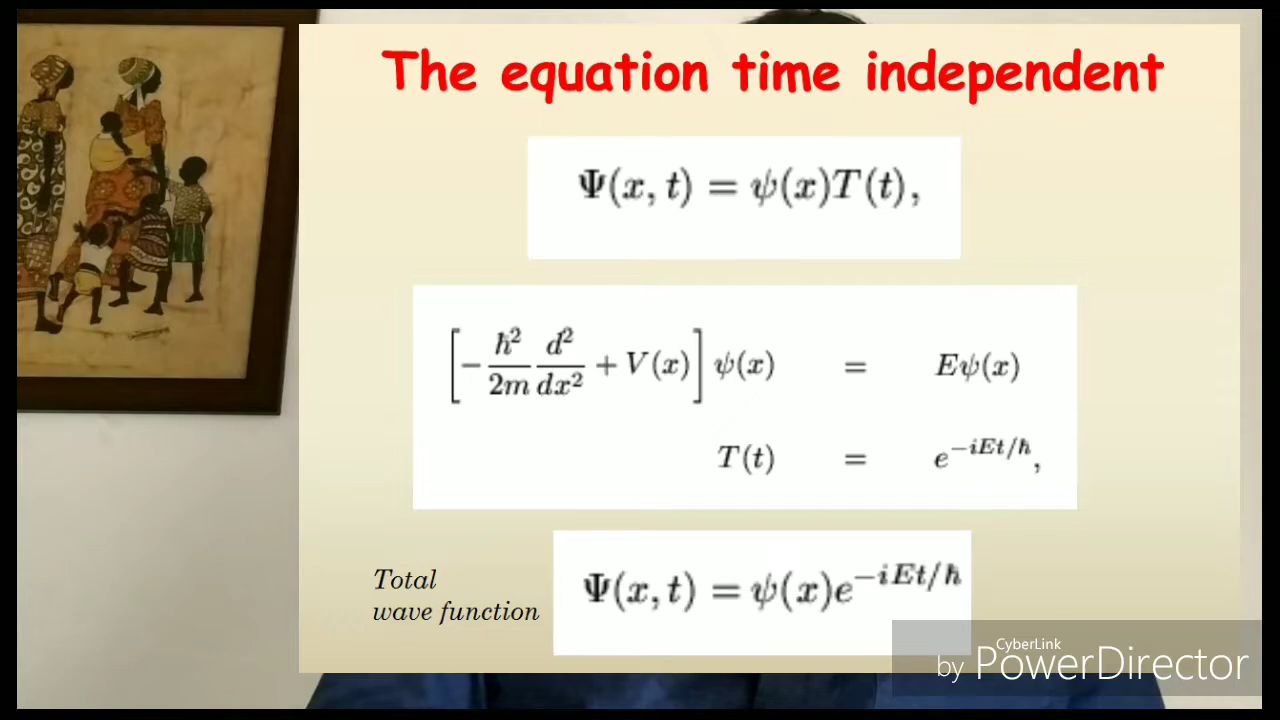 The equation time independent
Ψ(x, t) = ψ(x)T(t),
[−ħ²/2m d²/dx² + V(x)] ψ(x) = Eψ(x)
T(t) = e^{−iEt/ħ},
Total
wave function
Ψ(x, t) = ψ(x)e^{−iEt/ħ}
CyberLink
by PowerDirector